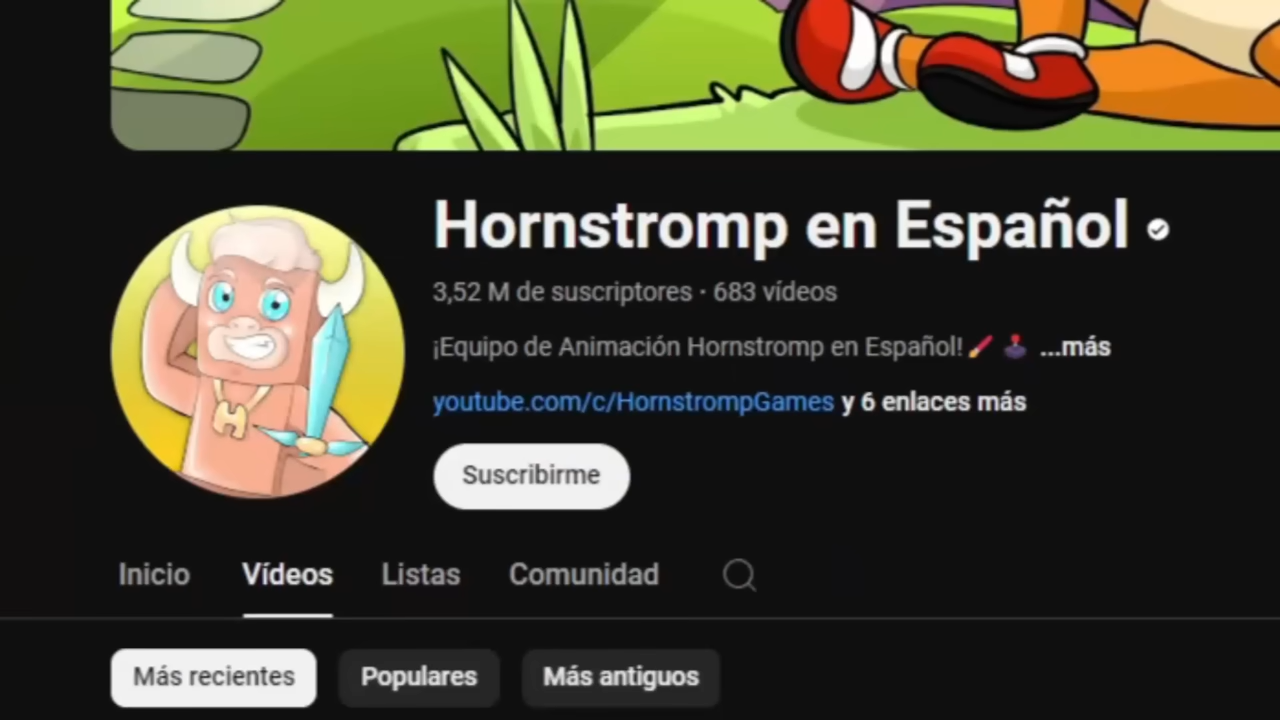 Hornstromp en Español
3,52 M de suscriptores · 683 vídeos
¡Equipo de Animación Hornstromp en Español!🖌️ 🕹️ ...más
youtube.com/c/HornstrompGames y 6 enlaces más
Suscribirme
Inicio Vídeos Listas Comunidad
Más recientes Populares Más antiguos